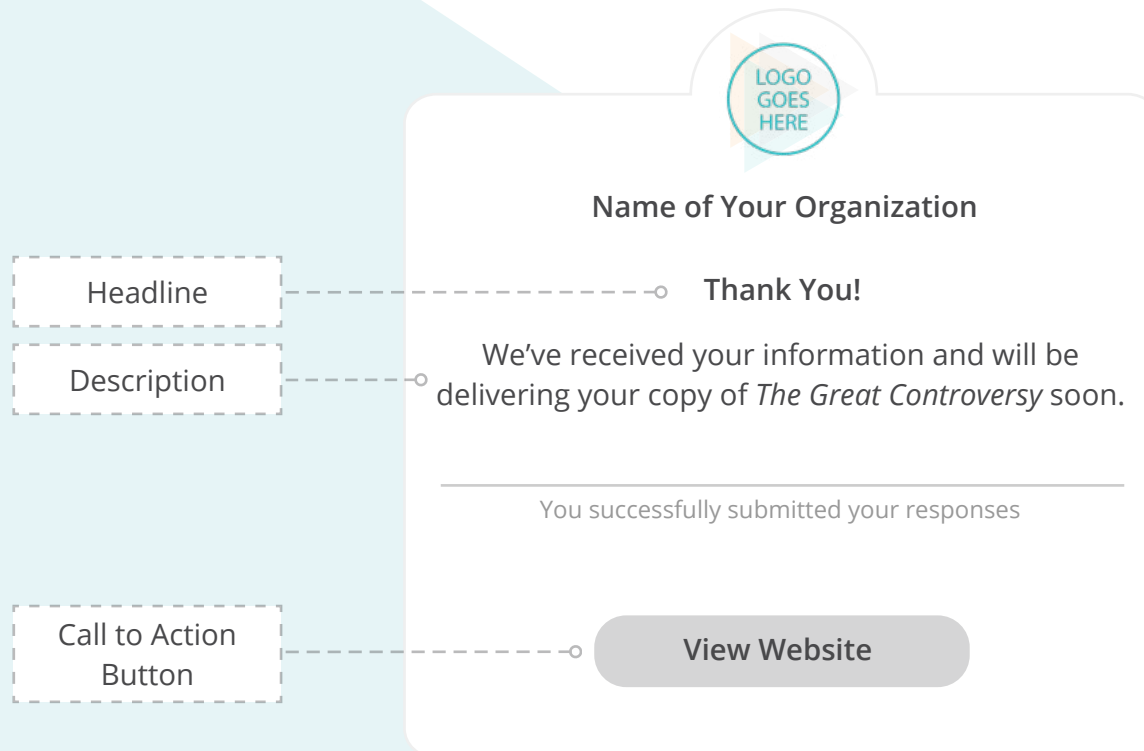 LOGO
GOES
HERE
Name of Your Organization
Headline
Thank You!
Description
We’ve received your information and will be
delivering your copy of The Great Controversy soon.
You successfully submitted your responses
Call to Action
Button
View Website